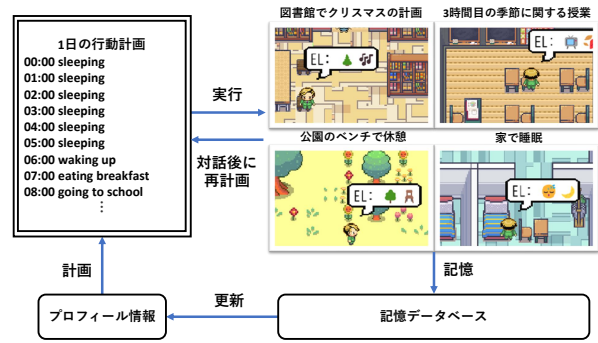 1日の行動計画
00:00 sleeping
01:00 sleeping
02:00 sleeping
03:00 sleeping
04:00 sleeping
05:00 sleeping
06:00 waking up
07:00 eating breakfast
08:00 going to school
⋮
実行
対話後に
再計画
図書館でクリスマスの計画
EL:
3時間目の季節に関する授業
EL:
公園のベンチで休憩
EL:
家で睡眠
EL:
計画
記憶
プロフィール情報
更新
記憶データベース